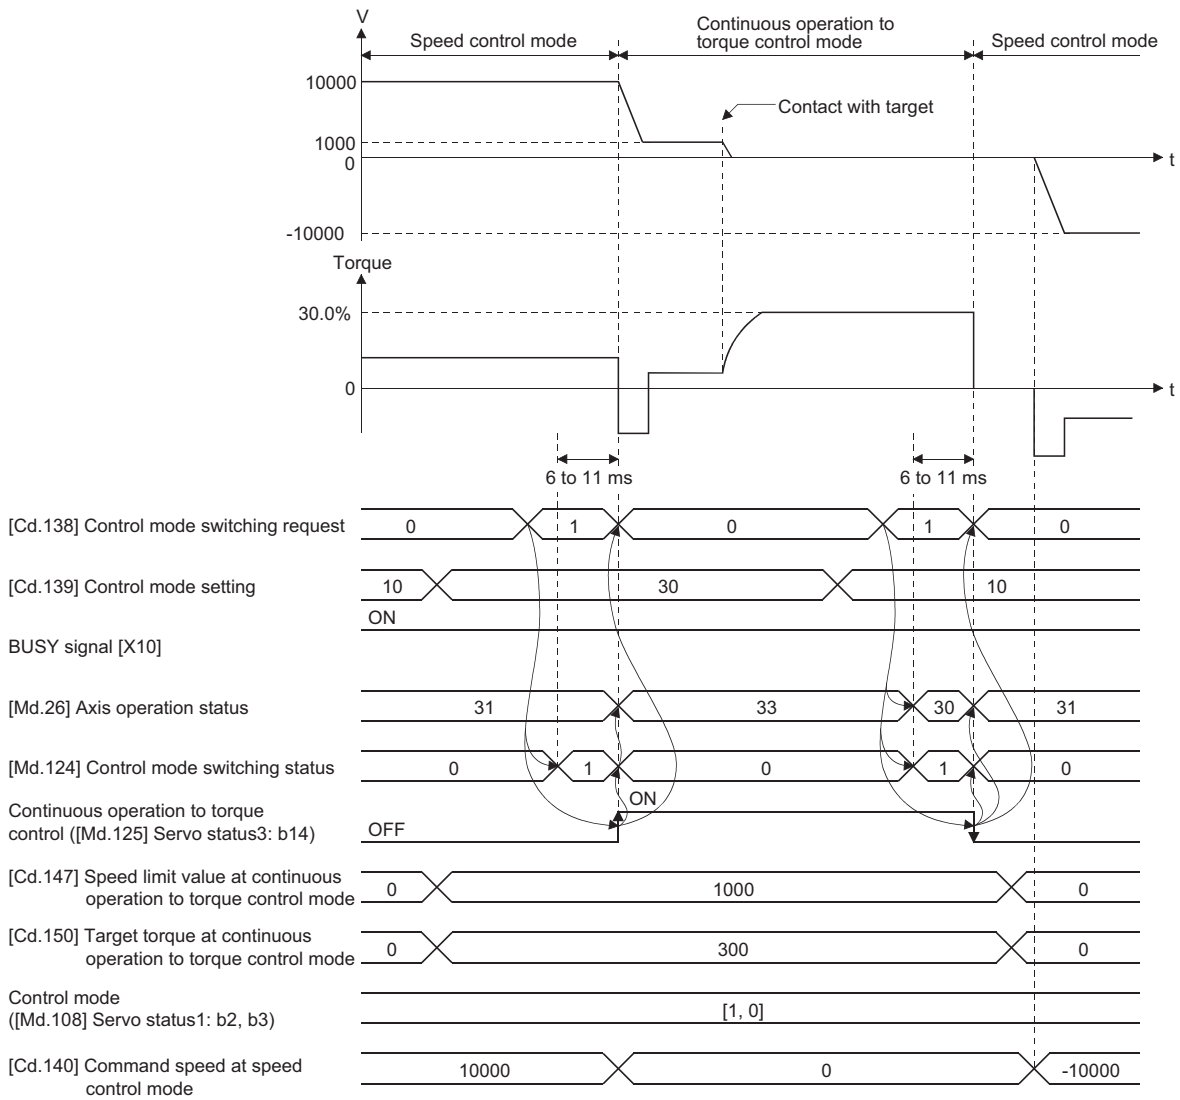 V
Speed control mode
Continuous operation to
torque control mode
Speed control mode
10000
Contact with target
1000
0
t
-10000
Torque
30.0%
0
t
6 to 11 ms
6 to 11 ms
[Cd.138] Control mode switching request
0
1
0
1
0
[Cd.139] Control mode setting
10
30
10
ON
BUSY signal [X10]
[Md.26] Axis operation status
31
33
30
31
[Md.124] Control mode switching status
0
1
0
1
0
Continuous operation to torque
control ([Md.125] Servo status3: b14)
OFF
ON
[Cd.147] Speed limit value at continuous
operation to torque control mode
0
1000
0
[Cd.150] Target torque at continuous
operation to torque control mode
0
300
0
Control mode
([Md.108] Servo status1: b2, b3)
[1, 0]
[Cd.140] Command speed at speed
control mode
10000
0
-10000